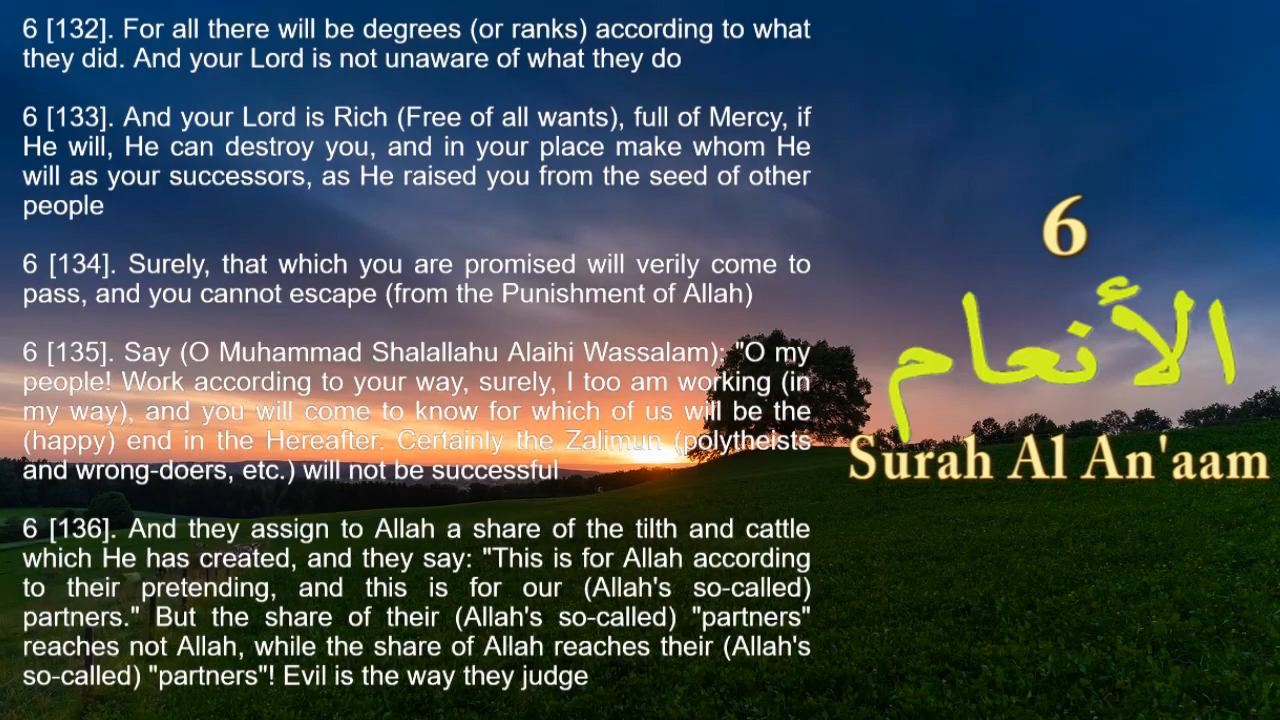 6 [132]. For all there will be degrees (or ranks) according to what
they did. And your Lord is not unaware of what they do
6 [133]. And your Lord is Rich (Free of all wants), full of Mercy, if
He will, He can destroy you, and in your place make whom He
will as your successors, as He raised you from the seed of other
people
6 [134]. Surely, that which you are promised will verily come to
pass, and you cannot escape (from the Punishment of Allah)
6 [135]. Say (O Muhammad Shalallahu Alaihi Wassalam): "O my
people! Work according to your way, surely, I too am working (in
my way), and you will come to know for which of us will be the
(happy) end in the Hereafter. Certainly the Zalimun (polytheists
and wrong-doers, etc.) will not be successful
6 [136]. And they assign to Allah a share of the tilth and cattle
which He has created, and they say: "This is for Allah according
to their pretending, and this is for our (Allah's so-called)
partners." But the share of their (Allah's so-called) "partners"
reaches not Allah, while the share of Allah reaches their (Allah's
so-called) "partners"! Evil is the way they judge
6
الأنعام
Surah Al An'aam